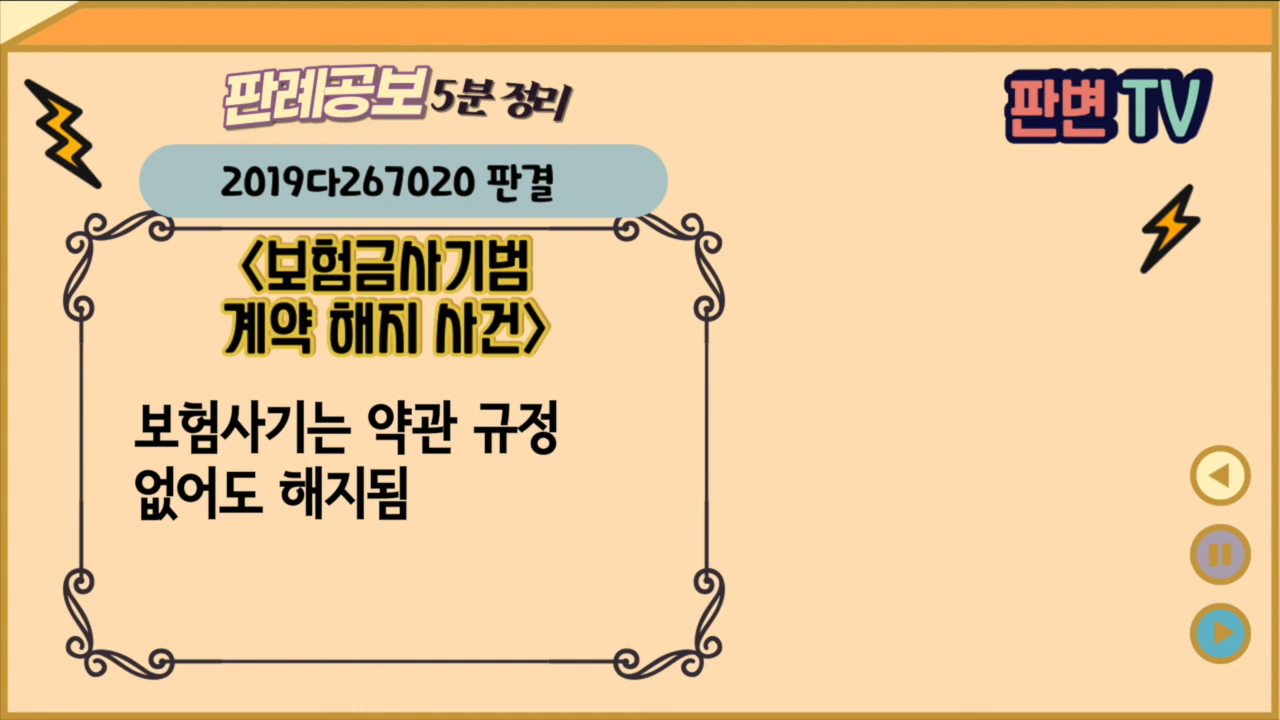 판례공보 5분 정리
판변 TV
2019다267020 판결
<보험금사기범
계약 해지 사건>
보험사기는 약관 규정
없어도 해지됨